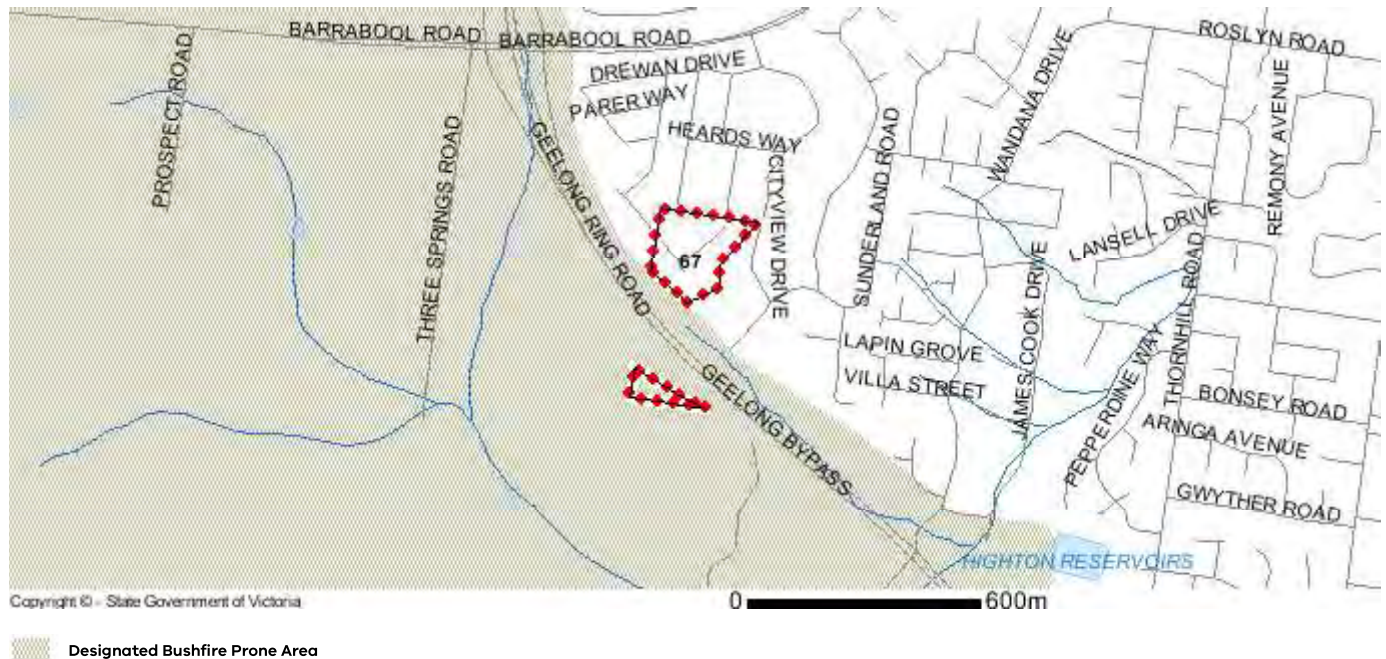 BARRABOOL ROAD
BARRABOOL ROAD
ROSLYN ROAD
PROSPECT ROAD
DREWAN DRIVE
PARER WAY
HEARDS WAY
THREE SPRINGS ROAD
GEELONG RING ROAD
CITYVIEW DRIVE
SUNDERLAND ROAD
WANDANA DRIVE
REMONY AVENUE
LANSELL DRIVE
67
JAMES COOK DRIVE
THORNHILL ROAD
LAPIN GROVE
VILLA STREET
GEELONG BYPASS
PEPPERDINE WAY
BONSEY ROAD
ARINGA AVENUE
GWYTHER ROAD
HIGHTON RESERVOIRS
Copyright © - State Government of Victoria
0 600m
Designated Bushfire Prone Area